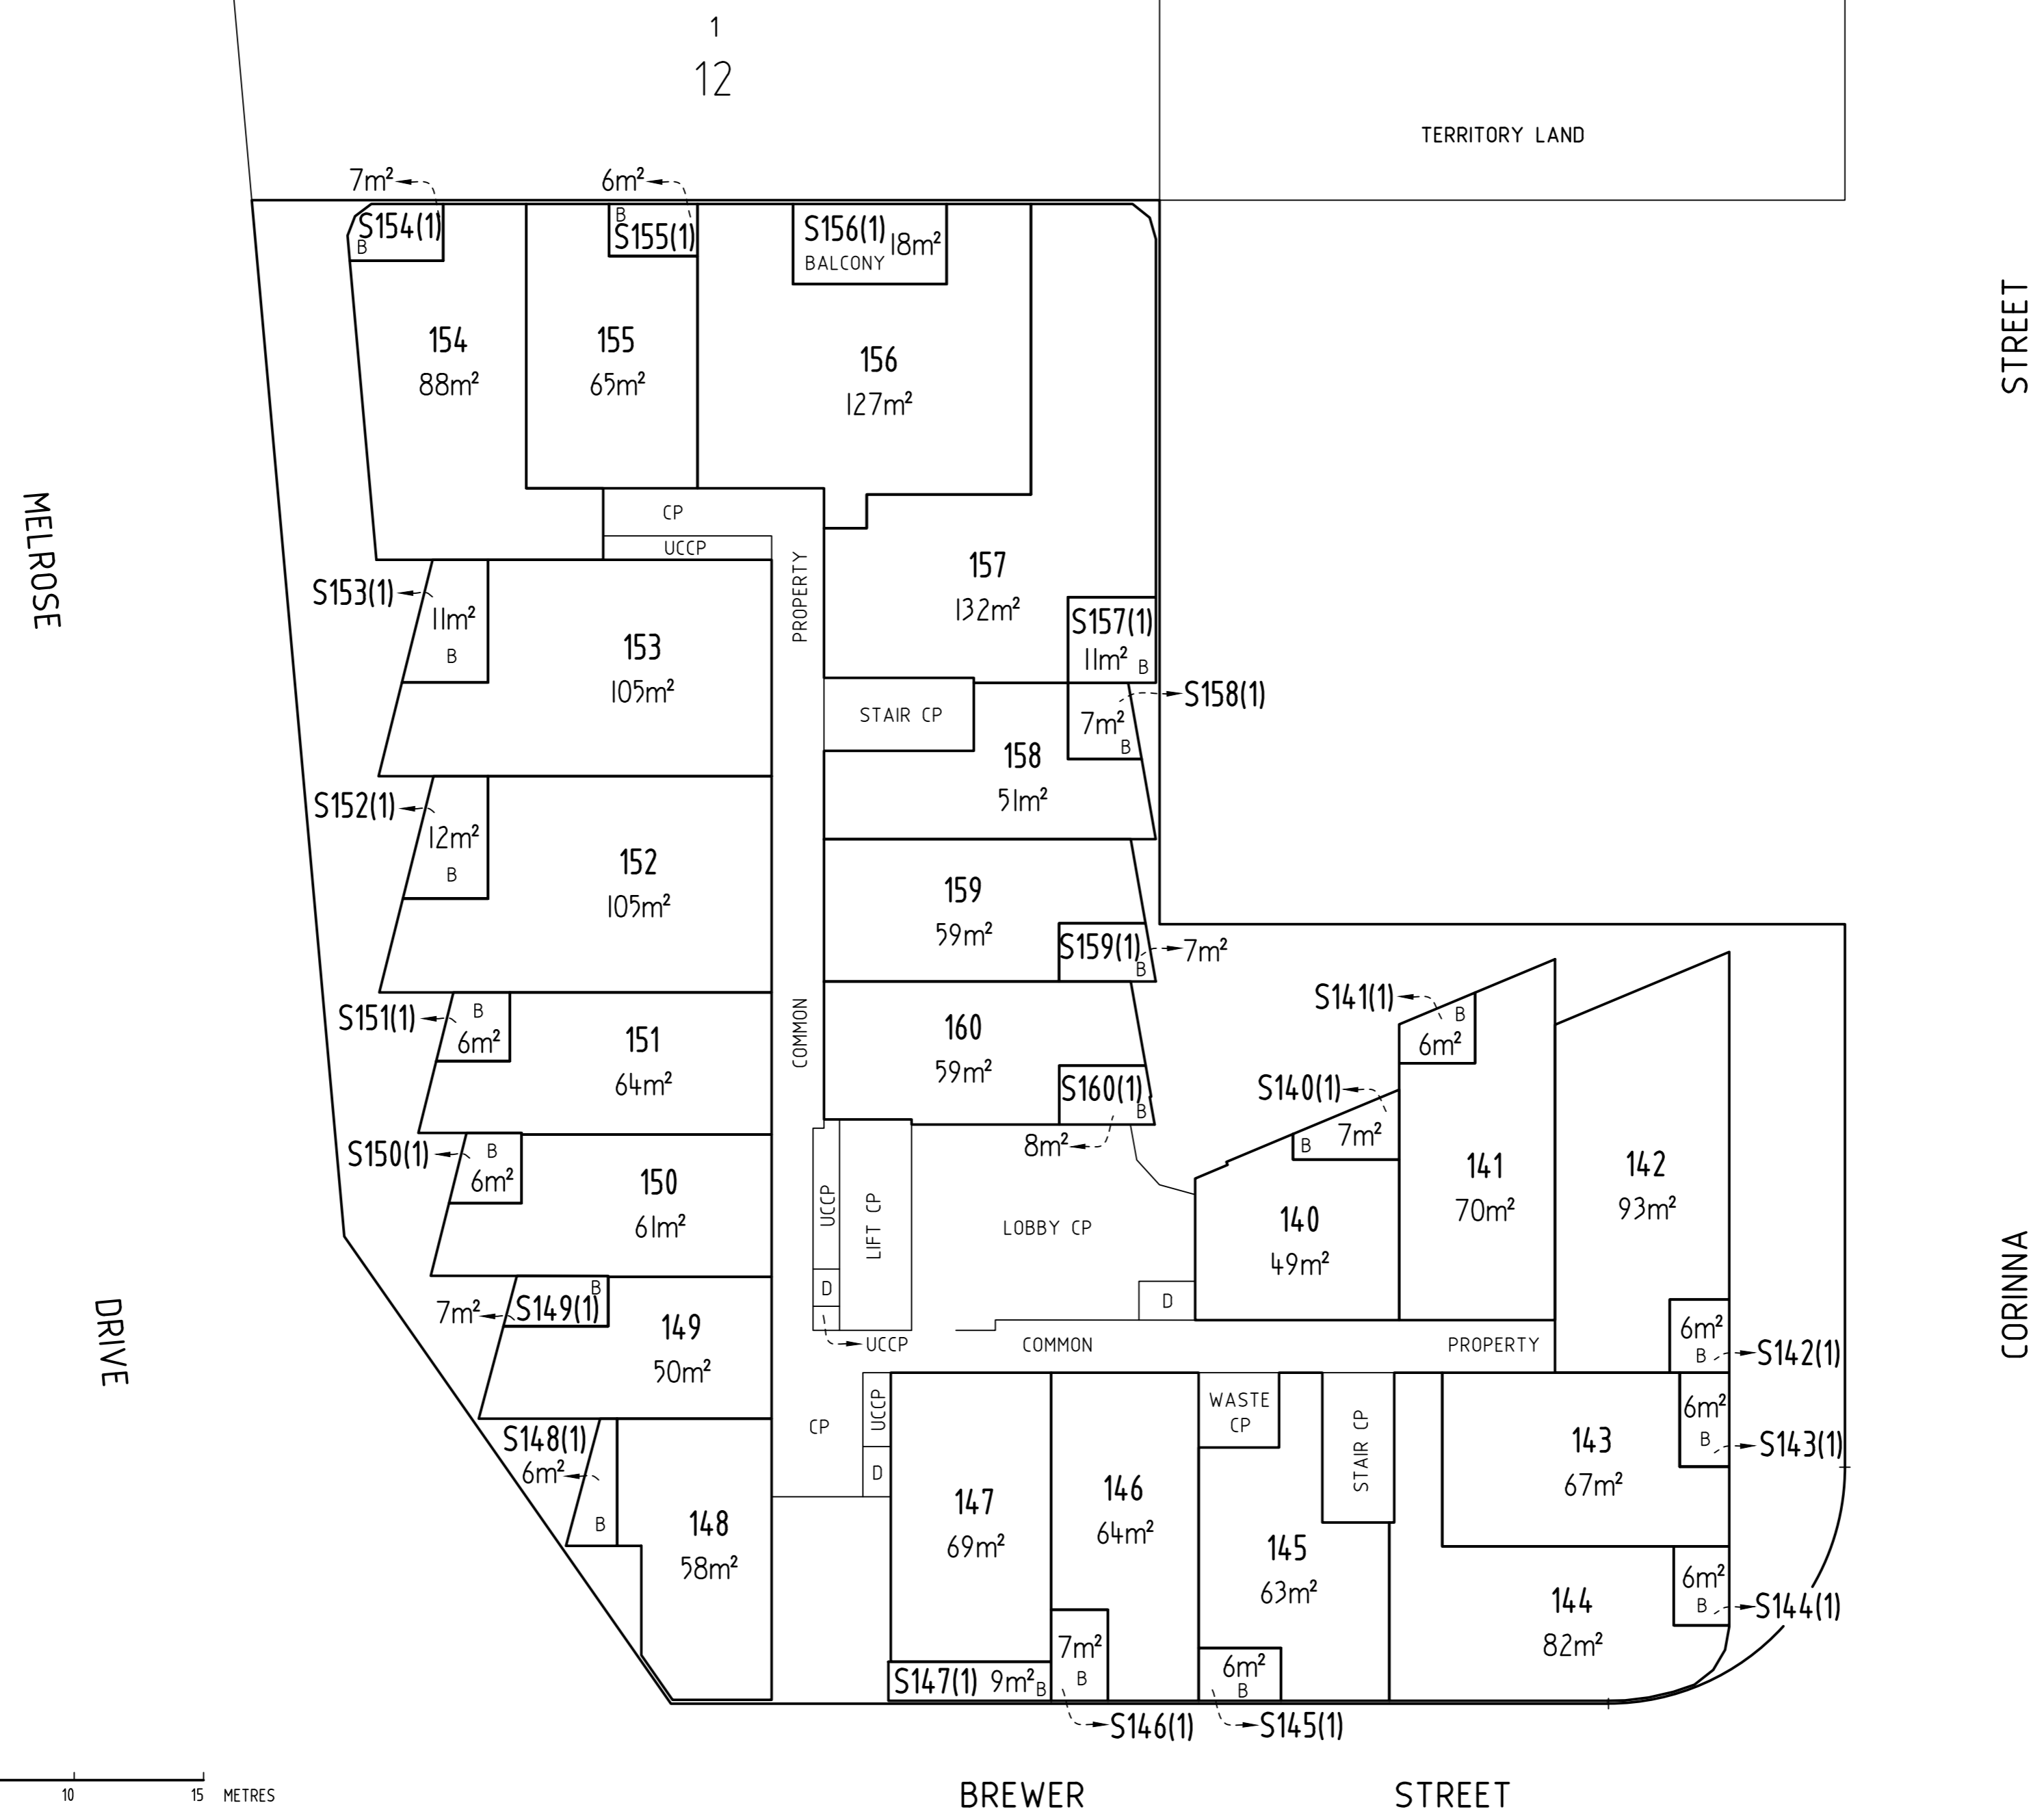 1
12
TERRITORY LAND
7m²
6m²
S154(1)
B
B
S155(1)
S156(1)
18m²
BALCONY
STREET
154
88m²
155
65m²
156
127m²
MELROSE
CP
UCCP
PROPERTY
157
132m²
S153(1)
11m²
B
153
105m²
S157(1)
11m²
B
STAIR CP
S158(1)
7m²
B
158
51m²
S152(1)
12m²
B
152
105m²
159
59m²
S159(1)
B
7m²
S151(1)
B
6m²
151
64m²
COMMON
160
59m²
S160(1)
B
8m²
S141(1)
B
6m²
S140(1)
B
7m²
141
70m²
142
93m²
S150(1)
B
6m²
150
61m²
UCCP
LIFT CP
LOBBY CP
140
49m²
CORINNA
DRIVE
7m²
S149(1)
B
149
50m²
D
D
UCCP
COMMON
PROPERTY
6m²
B
S142(1)
S148(1)
6m²
B
CP
UCCP
D
WASTE
CP
STAIR CP
143
67m²
6m²
B
S143(1)
148
58m²
147
69m²
146
64m²
145
63m²
144
82m²
6m²
B
S144(1)
S147(1)
9m²
B
7m²
B
S146(1)
6m²
B
S145(1)
10
15
METRES
BREWER
STREET